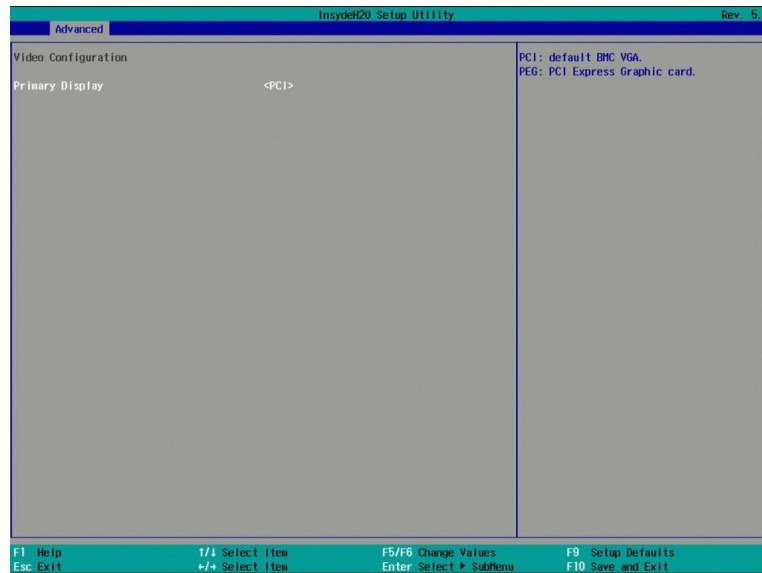 InsydeH20 Setup Utility Rev. 5.
Advanced
Video Configuration
Primary Display <PCI>
PCI: default BMC VGA.
PEG: PCI Express Graphic card.
F1 Help ↑/↓ Select Item F5/F6 Change Values F9 Setup Defaults
Esc Exit ←/→ Select Item Enter Select ▶ SubMenu F10 Save and Exit